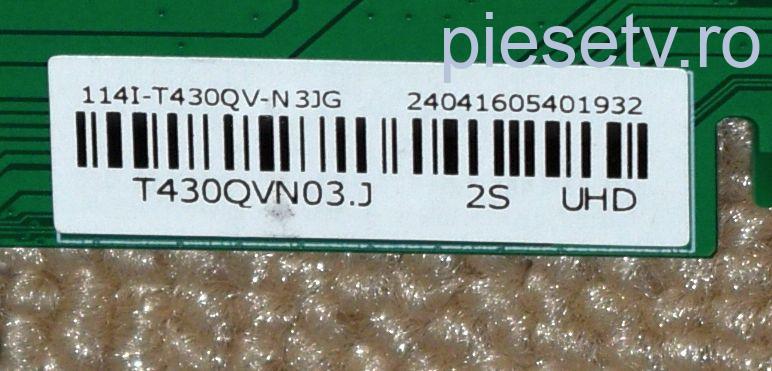 piesetv.ro
114I-T430QV-N3JG 24041605401932
T430QVN03.J 2S UHD